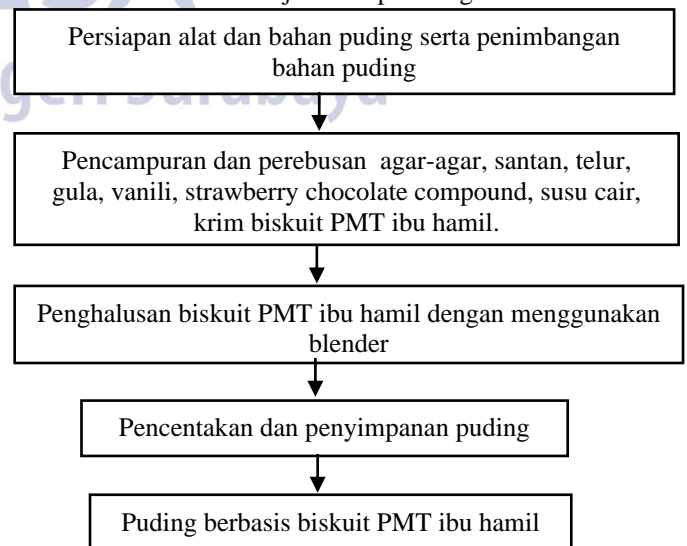 Persiapan alat dan bahan puding serta penimbangan
bahan puding
Pencampuran dan perebusan agar-agar, santan, telur,
gula, vanili, strawberry chocolate compound, susu cair,
krim biskuit PMT ibu hamil.
Penghalusan biskuit PMT ibu hamil dengan menggunakan
blender
Pencentakan dan penyimpanan puding
Puding berbasis biskuit PMT ibu hamil